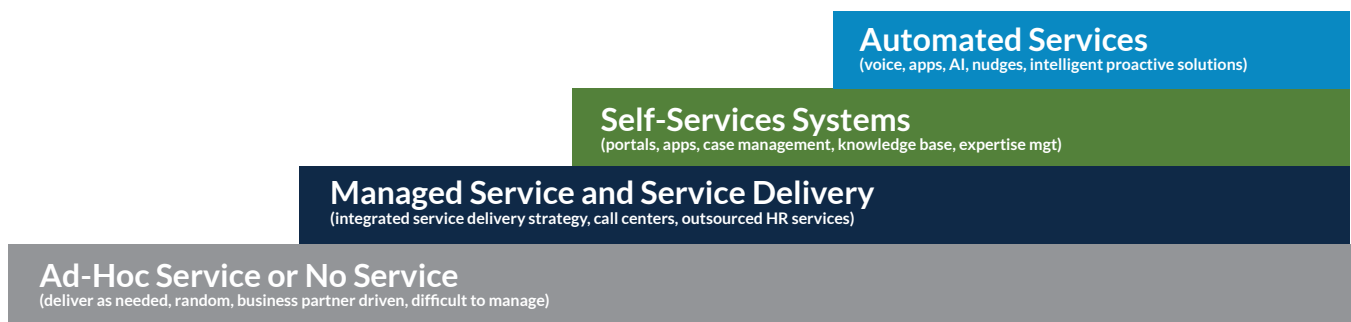 Automated Services
(voice, apps, AI, nudges, intelligent proactive solutions)
Self-Services Systems
(portals, apps, case management, knowledge base, expertise mgt)
Managed Service and Service Delivery
(integrated service delivery strategy, call centers, outsourced HR services)
Ad-Hoc Service or No Service
(deliver as needed, random, business partner driven, difficult to manage)